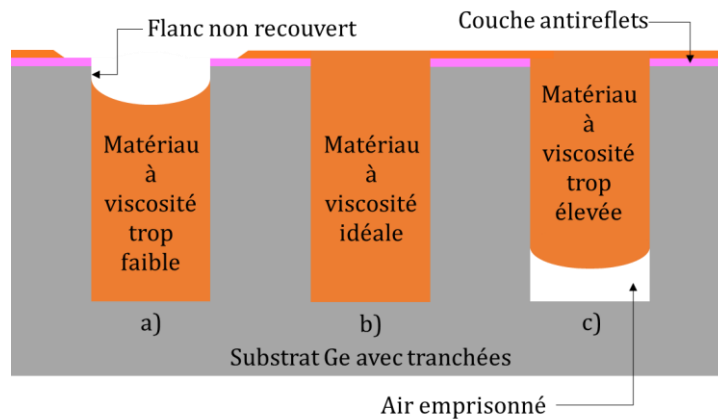 Flanc non recouvert
Couche antireflets
Matériau
à
viscosité
trop
faible
Matériau
à
viscosité
idéale
Matériau
à
viscosité
trop
élevée
a)
b)
c)
Substrat Ge avec tranchées
Air emprisonné